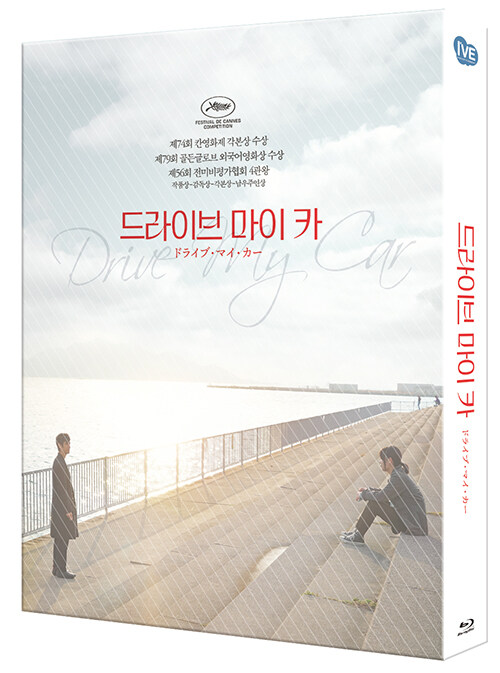 FESTIVAL DE CANNES
COMPETITION
제74회 칸영화제 각본상 수상
제79회 골든글로브 외국어영화상 수상
제56회 전미비평가협회 4관왕
작품상-감독상-각본상-남우주연상
드라이브 마이 카
Drive My Car
ドライブ・マイ・カー
IVE
드라이브 마이 카
ドライブ・マイ・カー
Blu-ray Disc